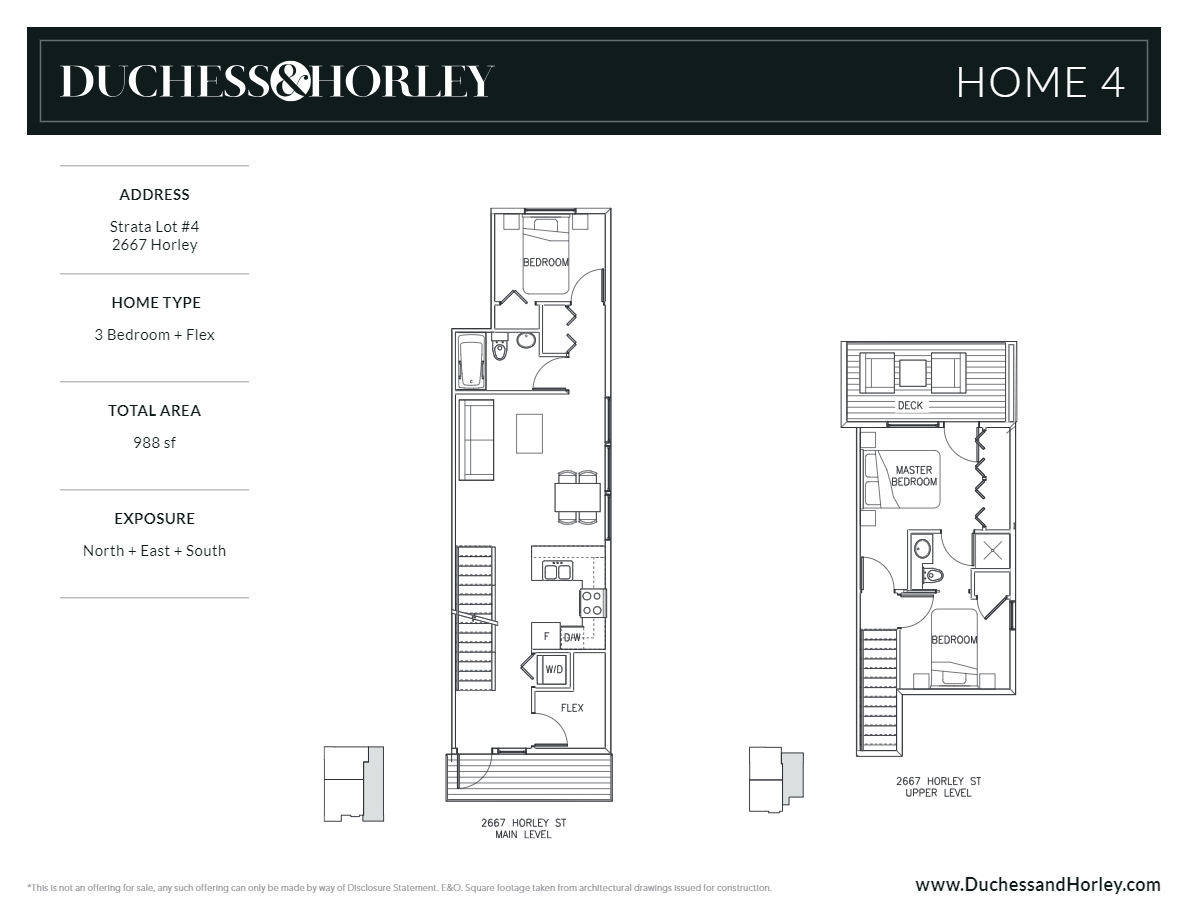 DUCHESS&HORLEY
HOME 4
ADDRESS
Strata Lot #4
2667 Horley
HOME TYPE
3 Bedroom + Flex
TOTAL AREA
988 sf
EXPOSURE
North + East + South
BEDROOM
F
D/W
W/D
FLEX
2667 HORLEY ST
MAIN LEVEL
DECK
MASTER
BEDROOM
BEDROOM
2667 HORLEY ST
UPPER LEVEL
*This is not an offering for sale, any such offering can only be made by way of Disclosure Statement. E&O. Square footage taken from architectural drawings issued for construction.
www.DuchessandHorley.com